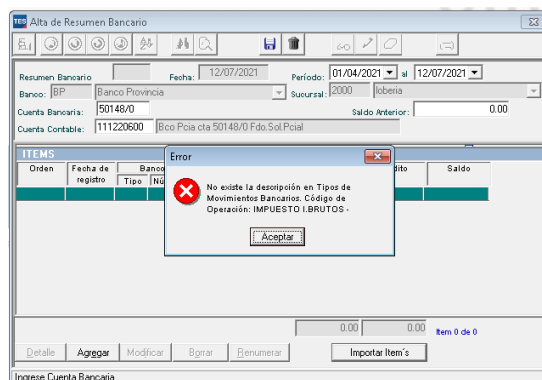 TES Alta de Resumen Bancario
Resumen Bancario Fecha: 12/07/2021 Período: 01/04/2021 al 12/07/2021
Banco: BP Banco Provincia Sucursal: 2000 loberia
Cuenta Bancaria: 50148/0 Saldo Anterior: 0.00
Cuenta Contable: 111220600 Bco Pcia cta 50148/0 Fdo.Sol.Pcial
ITEMS
Orden Fecha de registro Tipo Saldo
Error
No existe la descripción en Tipos de
Movimientos Bancarios. Código de
Operación: IMPUESTO I.BRUTOS -
Aceptar
0.00 0.00 Item 0 de 0
Detalle Agregar Modificar Borrar Renumerar Importar Item's
Ingrese Cuenta Bancaria